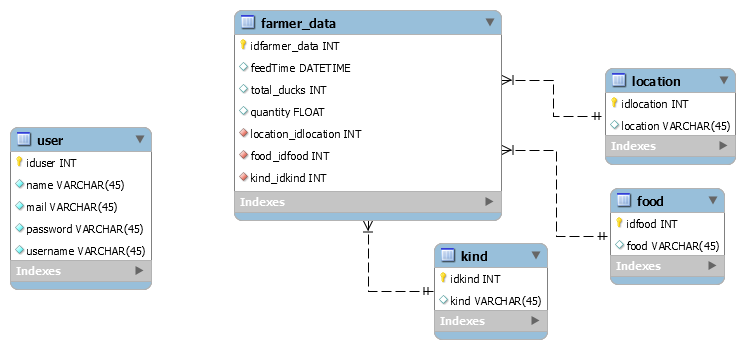 farmer_data
idfarmer_data INT
feedTime DATETIME
total_ducks INT
quantity FLOAT
location_idlocation INT
food_idfood INT
kind_idkind INT
Indexes
location
idlocation INT
location VARCHAR(45)
Indexes
user
iduser INT
name VARCHAR(45)
mail VARCHAR(45)
password VARCHAR(45)
username VARCHAR(45)
Indexes
food
idfood INT
food VARCHAR(45)
Indexes
kind
idkind INT
kind VARCHAR(45)
Indexes